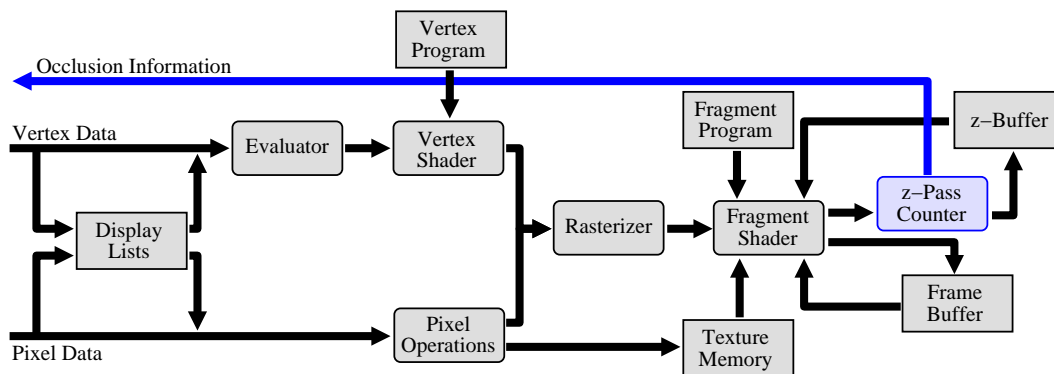 Vertex
Program
Occlusion Information
Vertex Data
Evaluator
Vertex
Shader
Fragment
Program
z−Buffer
Display
Lists
Rasterizer
Fragment
Shader
z−Pass
Counter
Frame
Buffer
Pixel Data
Pixel
Operations
Texture
Memory